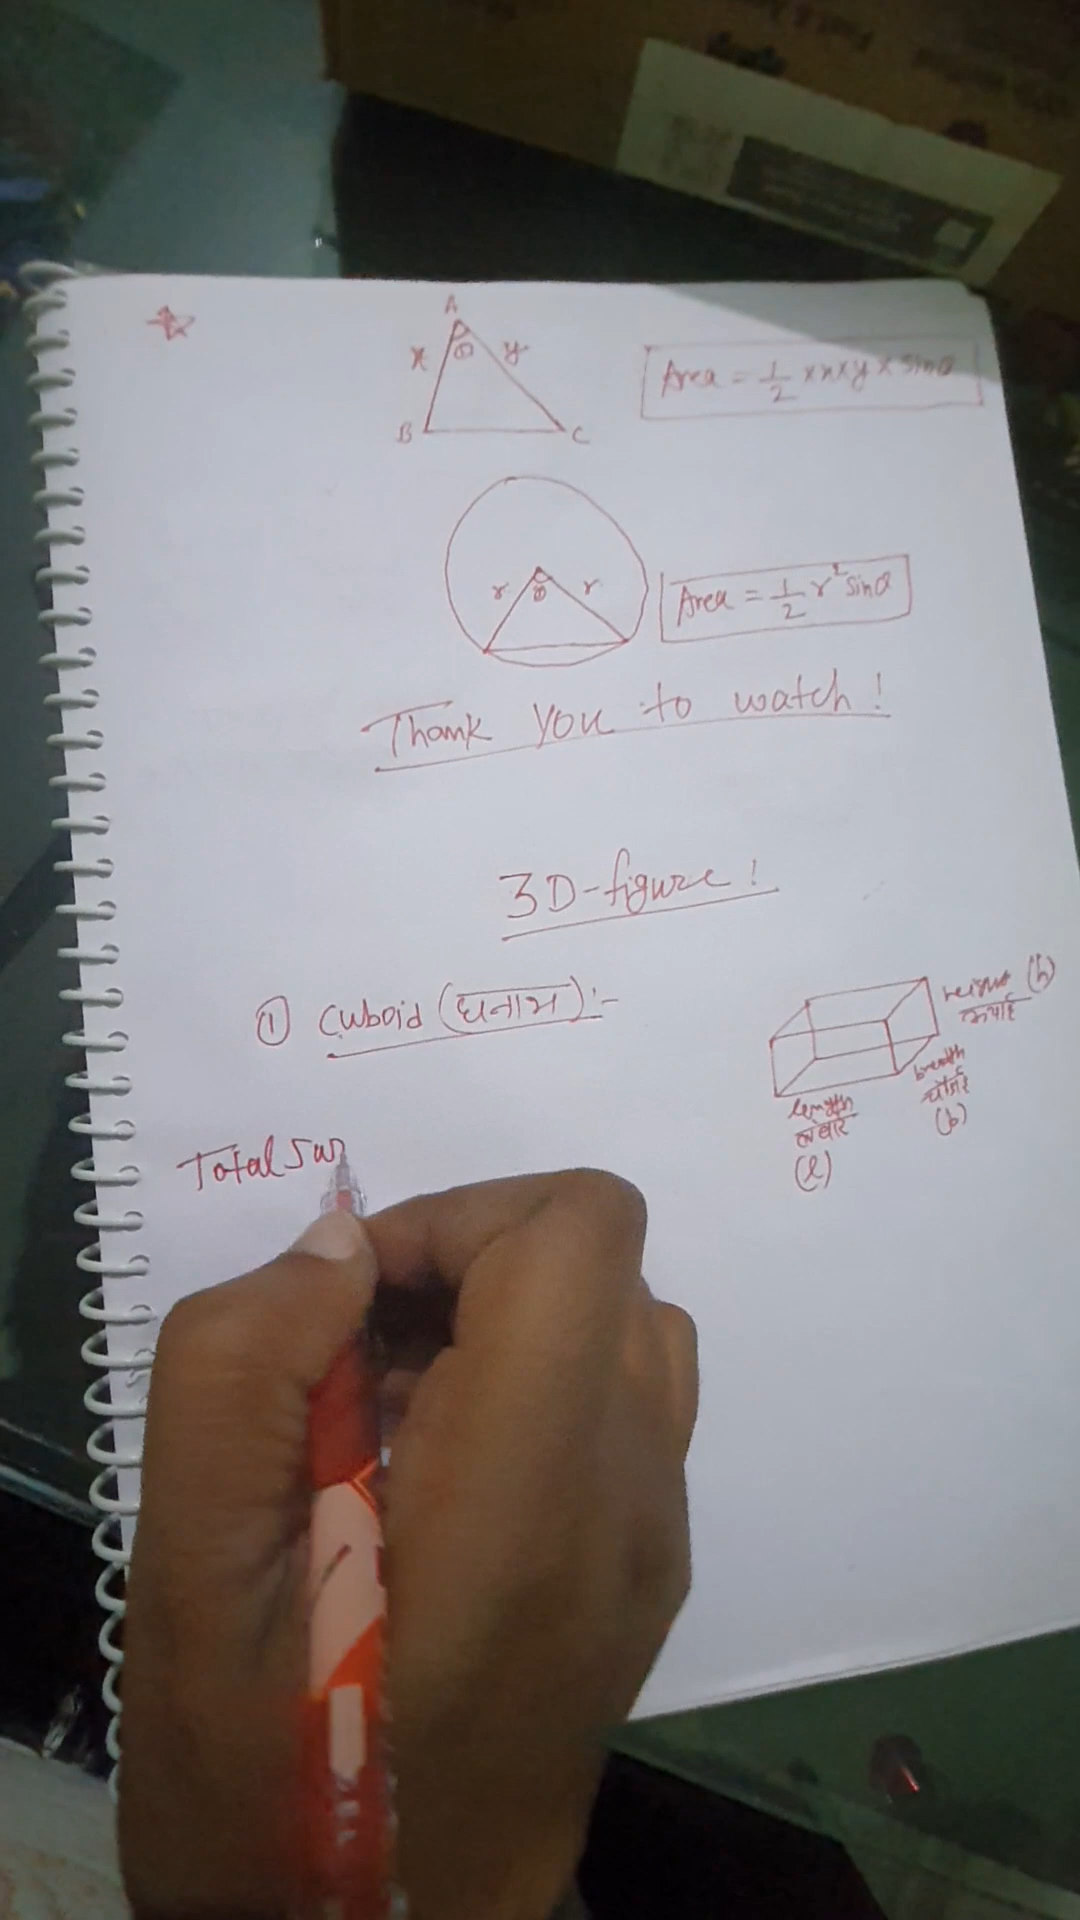 A
x θ y
B C
Area = 1/2 × x × y × sinθ
r θ r
Area = 1/2 r² sinθ
Thank you to watch!
3D-figure!
① Cuboid (घनाभ):-
height (h)
ऊंचाई
breadth
चौड़ाई
(b)
length
लंबाई
(l)
Total Sur